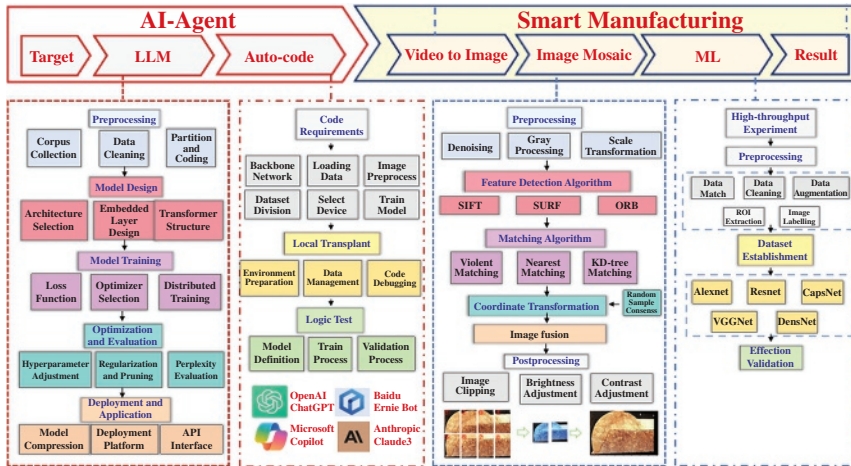 AI-Agent
Smart Manufacturing
Target
LLM
Auto-code
Video to Image
Image Mosaic
ML
Result
Preprocessing
Corpus
Collection
Data
Cleaning
Partition
and
Coding
Model Design
Architecture
Selection
Embedded
Layer
Design
Transformer
Structure
Model Training
Loss
Function
Optimizer
Selection
Distributed
Training
Optimization
and Evaluation
Hyperparameter
Adjustment
Regularization
and Pruning
Perplexity
Evaluation
Deployment and
Application
Model
Compression
Deployment
Platform
API
Interface
Code
Requirements
Backbone
Network
Loading
Data
Image
Preprocess
Dataset
Division
Select
Device
Train
Model
Local Transplant
Environment
Preparation
Data
Management
Code
Debugging
Logic Test
Model
Definition
Train
Process
Validation
Process
OpenAI
ChatGPT
Baidu
Ernie Bot
Microsoft
Copilot
AI
Anthropic
Claude3
Preprocessing
Denoising
Gray
Processing
Scale
Transformation
Feature Detection Algorithm
SIFT
SURF
ORB
Matching Algorithm
Violent
Matching
Nearest
Matching
KD-tree
Matching
Coordinate Transformation
Random
Sample
Consenss
Image fusion
Postprocessing
Image
Clipping
Brightness
Adjustment
Contrast
Adjustment
High-throughput
Experiment
Preprocessing
Data
Match
Data
Cleaning
Data
Augmentation
ROI
Extraction
Image
Labelling
Dataset
Establishment
Alexnet
Resnet
CapsNet
VGGNet
DensNet
Effection
Validation